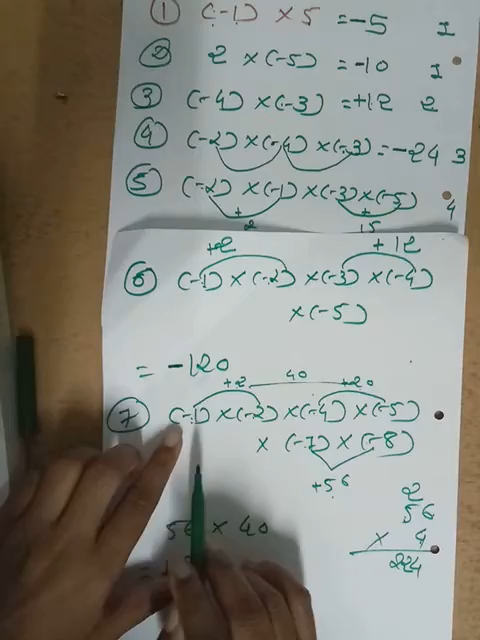 ① (-1) × 5 = -5 1
② 2 × (-5) = -10 1
③ (-4) × (-3) = +12 2
④ (-2) × (-4) × (-3) = -24 3
⑤ (-2) × (-1) × (-3) × (-5) 4
+2 +15
+2 +12
⑥ (-1) × (-2) × (-3) × (-4)
× (-5)
= -120
+2 40 +20
⑦ (-1) × (-2) × (-4) × (-5)
× (-7) × (-8)
+56
56 × 40
=
2
56
× 4
224